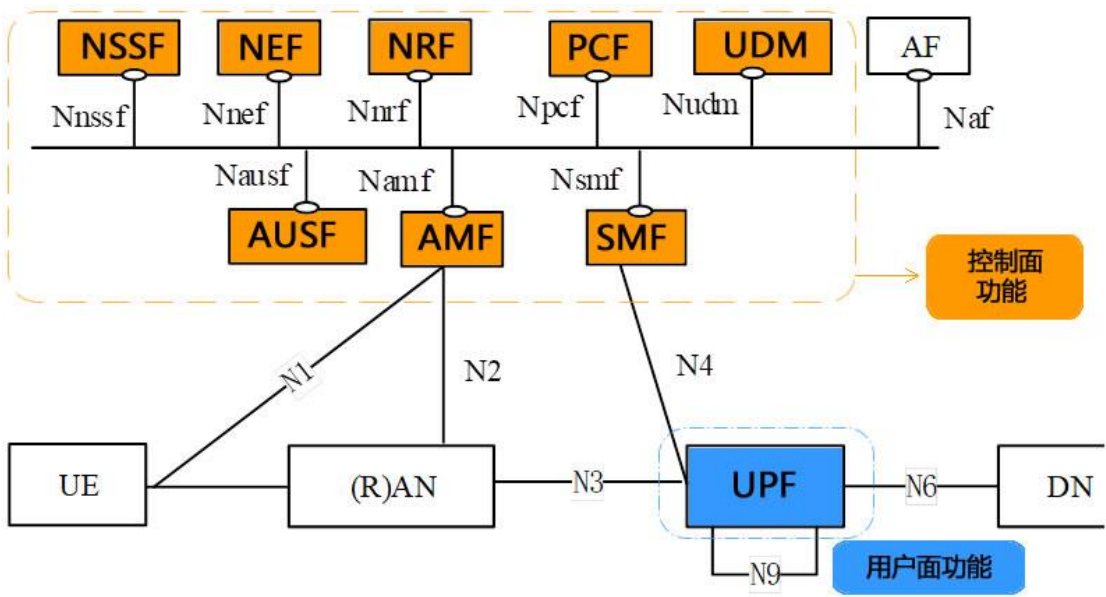 NSSF
NEF
NRF
PCF
UDM
AF
Nnssf
Nnef
Nnrf
Npcf
Nudm
Naf
Nausf
Namf
Nsmf
AUSF
AMF
SMF
控制面
功能
N1
N2
N4
UE
(R)AN
N3
UPF
N6
DN
N9
用户面功能